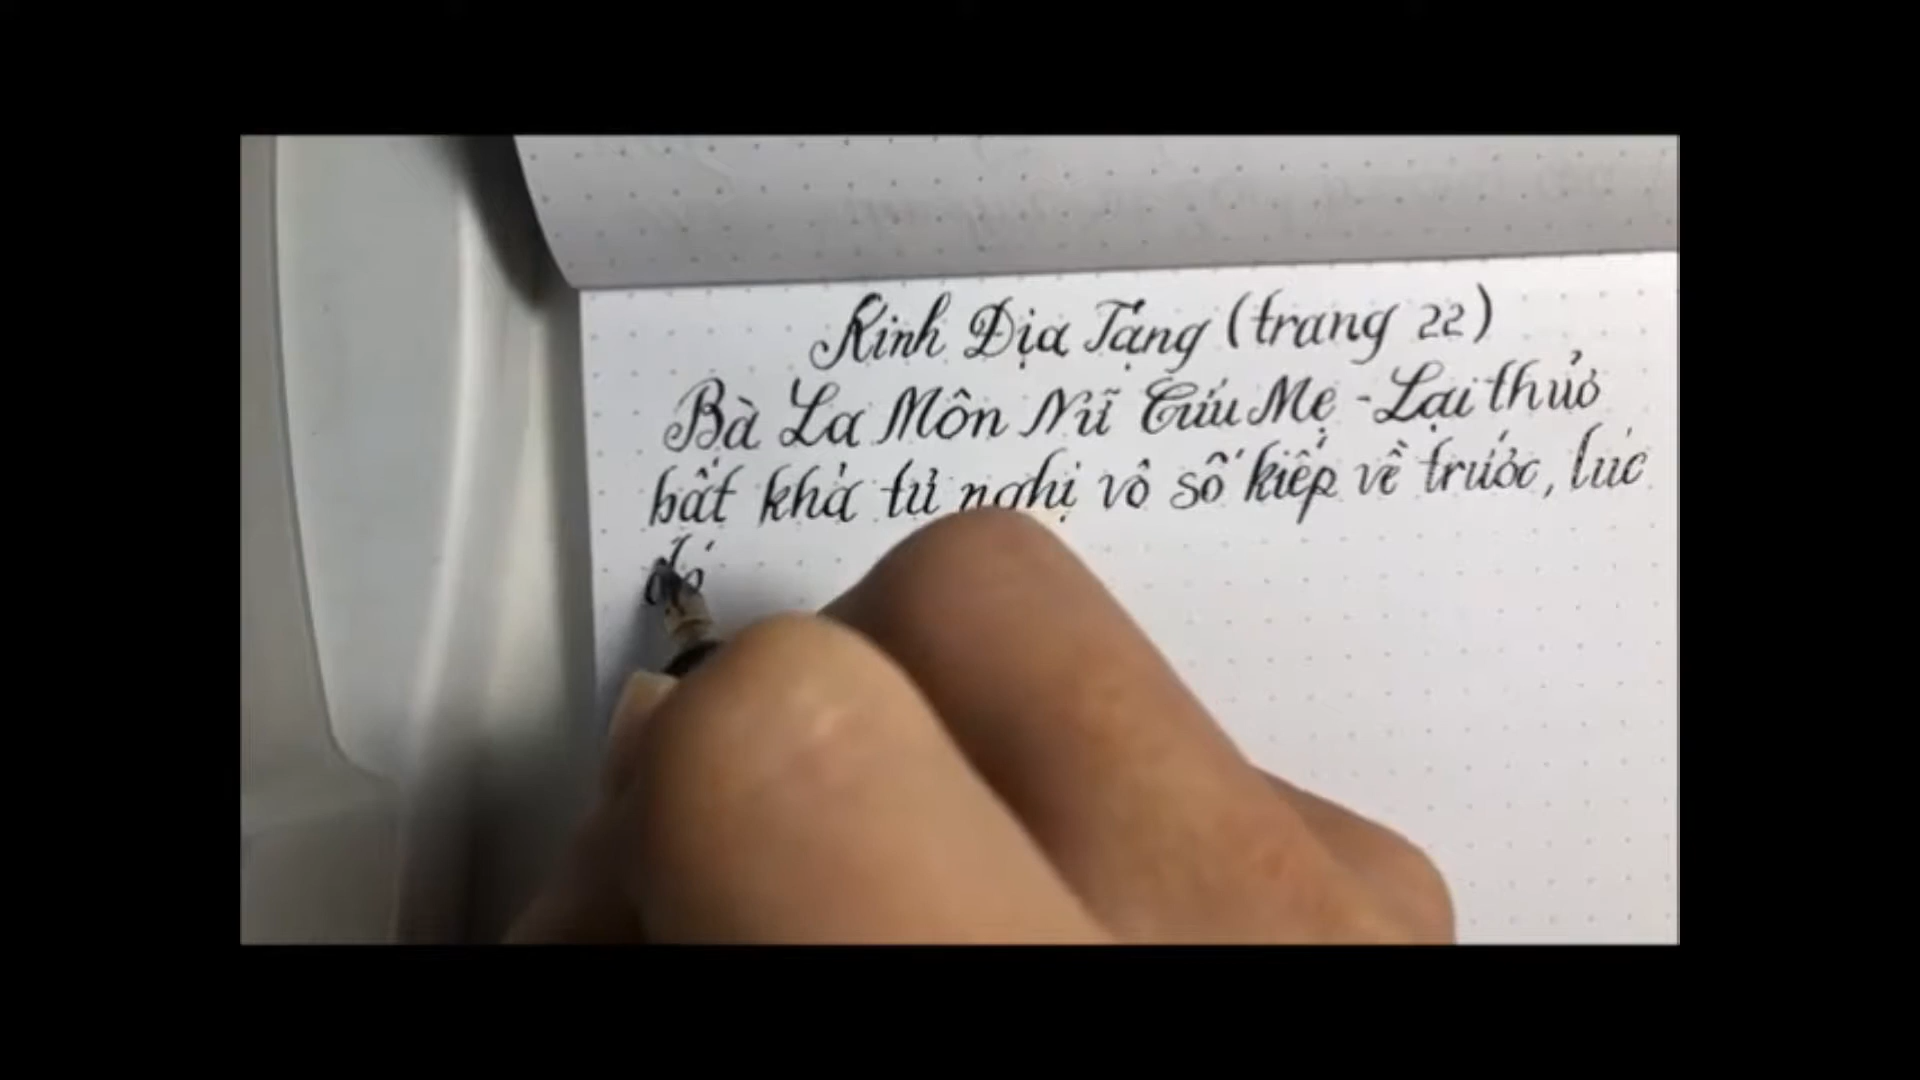 Kinh Địa Tạng (trang 22)
Bà La Môn Nữ Cứu Mẹ - Lại thuở
bất khả tư nghị vô số kiếp về trước, lúc
đó